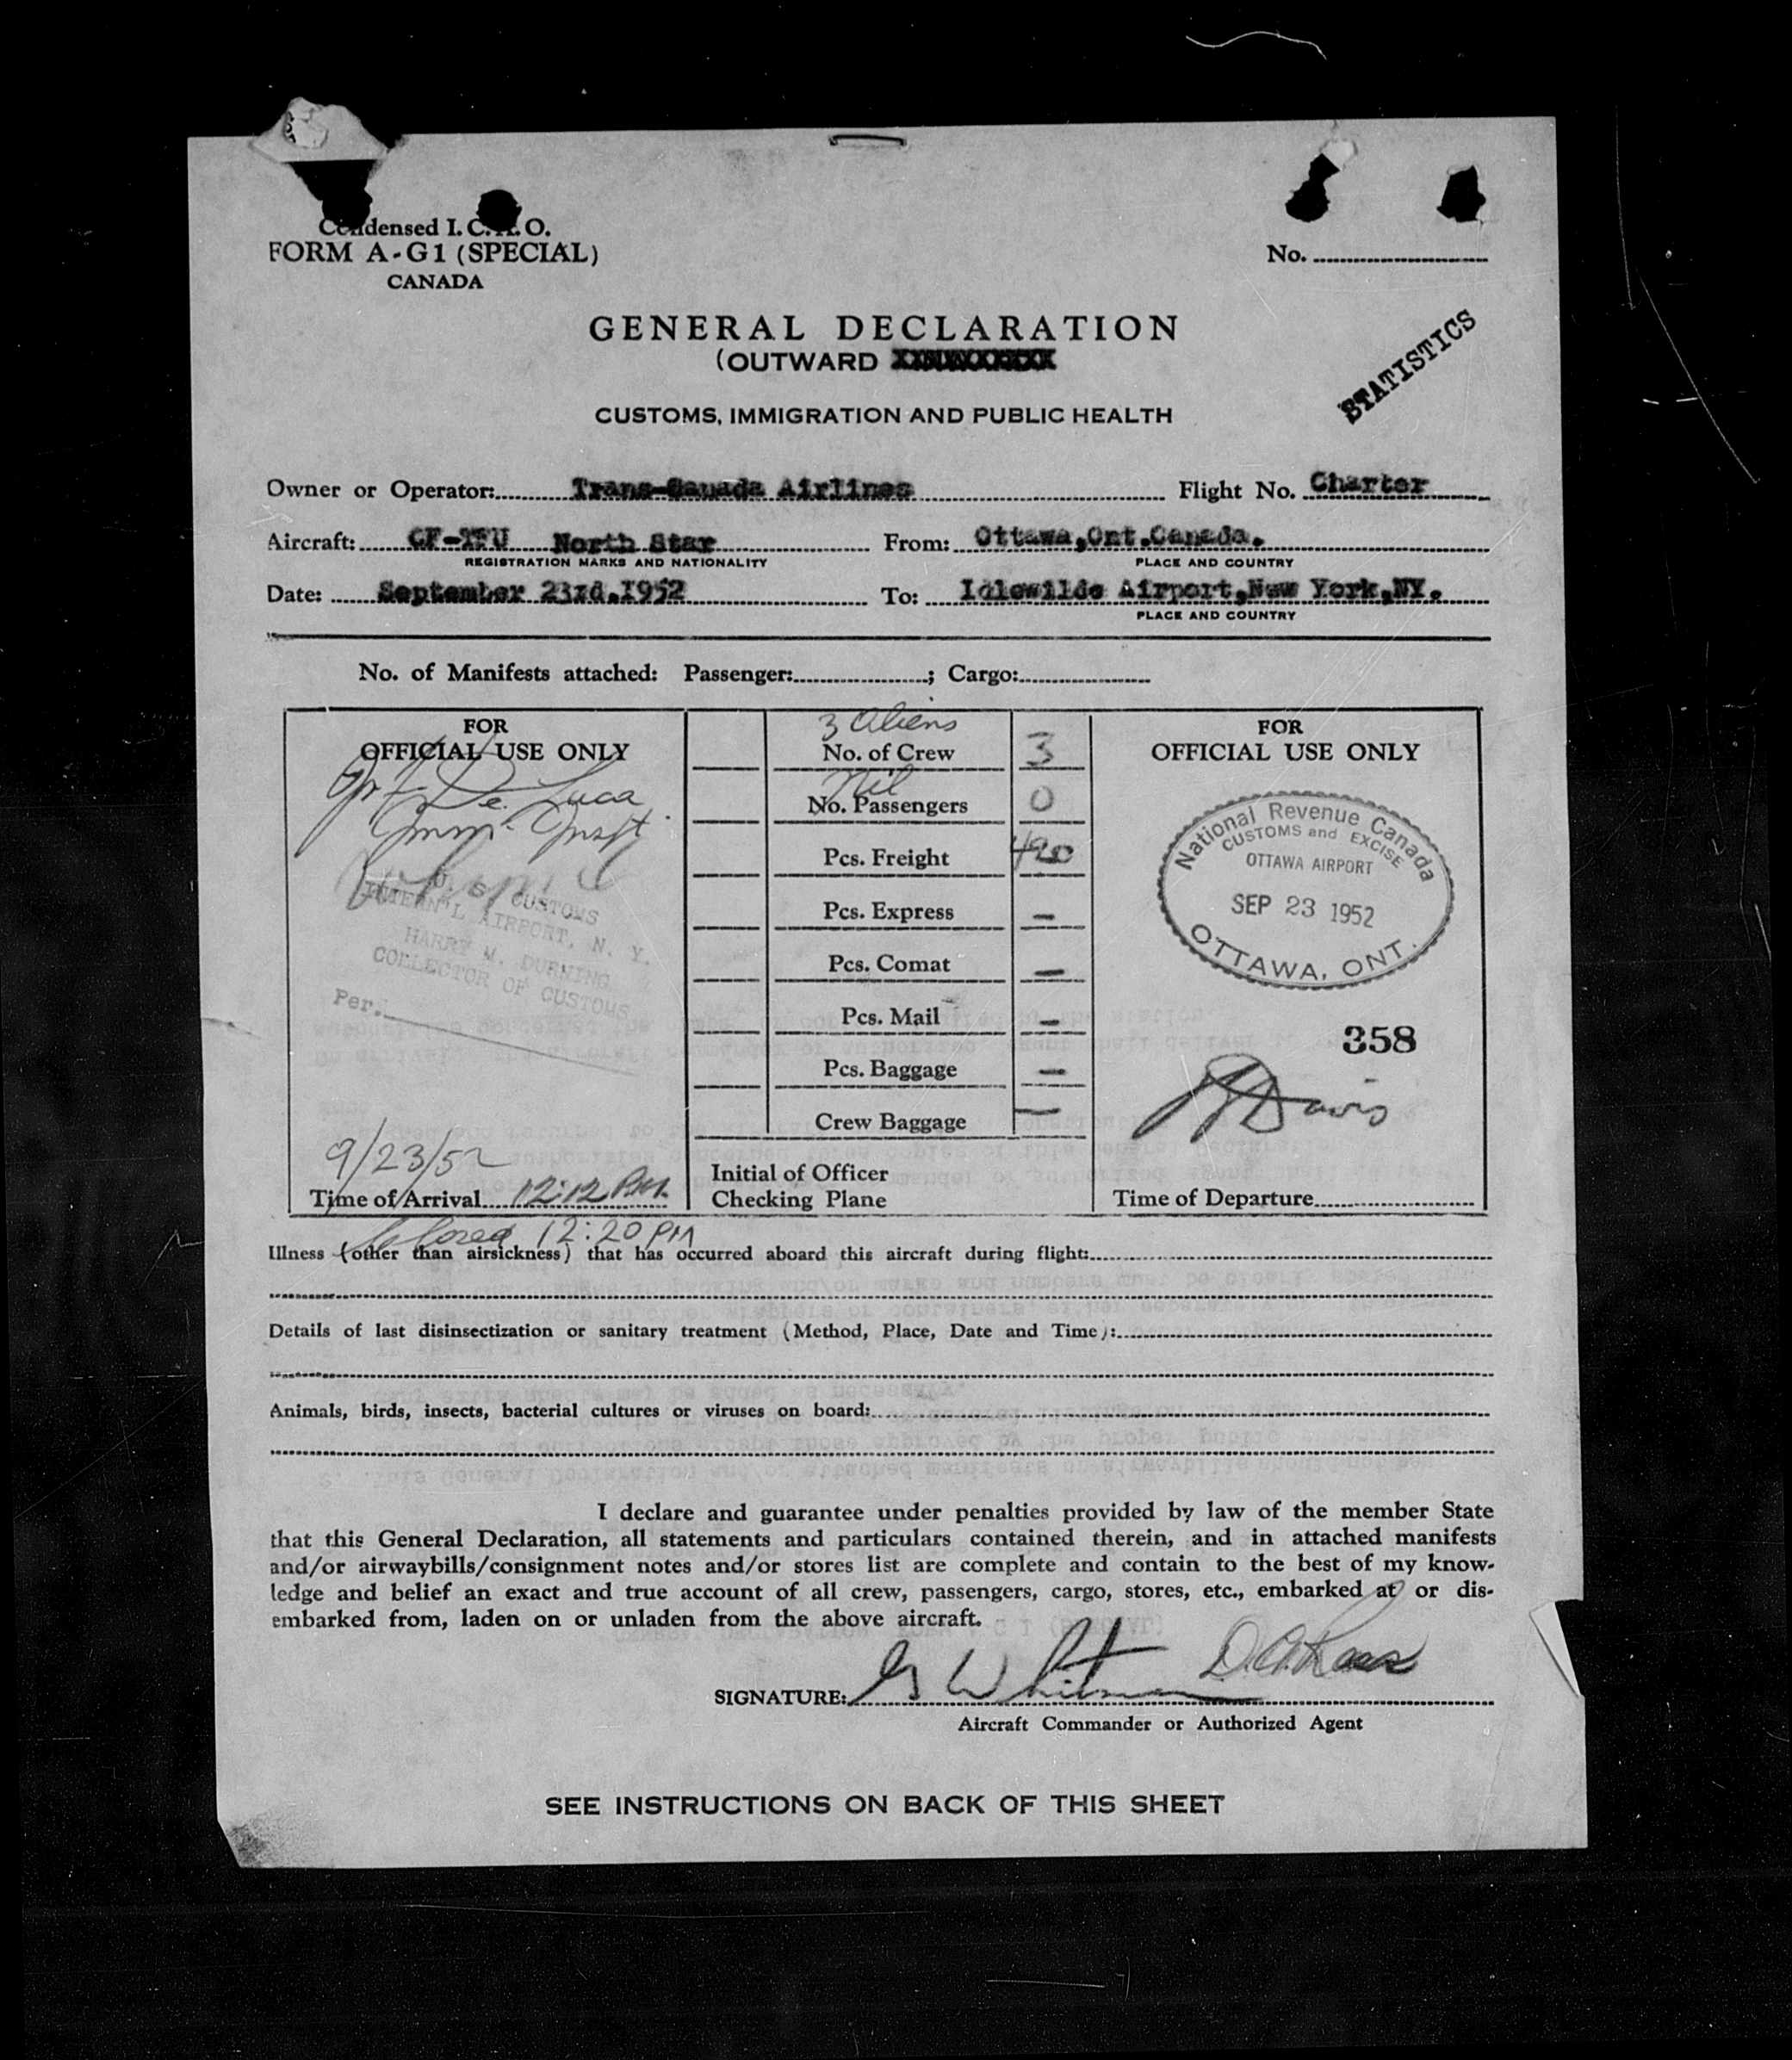 Condensed I.C.A.O.
FORM A-G1 (SPECIAL)
CANADA
No.
GENERAL DECLARATION
(OUTWARD
STATISTICS
CUSTOMS, IMMIGRATION AND PUBLIC HEALTH
Owner or Operator: Trans-Canada Airlines Flight No. Charter
Aircraft: CF-TFU North Star From: Ottawa,Ont.Canada.
REGISTRATION MARKS AND NATIONALITY PLACE AND COUNTRY
Date: September 23rd.1952 To: Idlewilde Airport,New York,NY.
PLACE AND COUNTRY
No. of Manifests attached: Passenger: ; Cargo:
FOR
OFFICIAL USE ONLY
De Luca
Imm. Inspt.
U. S. CUSTOMS
INTERN'L AIRPORT, N. Y.
HARRY M. DURNING
COLLECTOR OF CUSTOMS
Per.
9/23/52
Time of Arrival 12:12 P.M.
3 Aliens
No. of Crew 3
Nil
No. Passengers 0
Pcs. Freight 490
Pcs. Express –
Pcs. Comat –
Pcs. Mail –
Pcs. Baggage –
Crew Baggage –
Initial of Officer
Checking Plane
FOR
OFFICIAL USE ONLY
National Revenue Canada
CUSTOMS and EXCISE
OTTAWA AIRPORT
SEP 23 1952
OTTAWA, ONT.
358
Davis
Time of Departure
12:20 PM
Illness (other than airsickness) that has occurred aboard this aircraft during flight:
Details of last disinsectization or sanitary treatment (Method, Place, Date and Time):
Animals, birds, insects, bacterial cultures or viruses on board:
I declare and guarantee under penalties provided by law of the member State
that this General Declaration, all statements and particulars contained therein, and in attached manifests
and/or airwaybills/consignment notes and/or stores list are complete and contain to the best of my know-
ledge and belief an exact and true account of all crew, passengers, cargo, stores, etc., embarked at or dis-
embarked from, laden on or unladen from the above aircraft.
SIGNATURE: D.A. Ross
Aircraft Commander or Authorized Agent
SEE INSTRUCTIONS ON BACK OF THIS SHEET